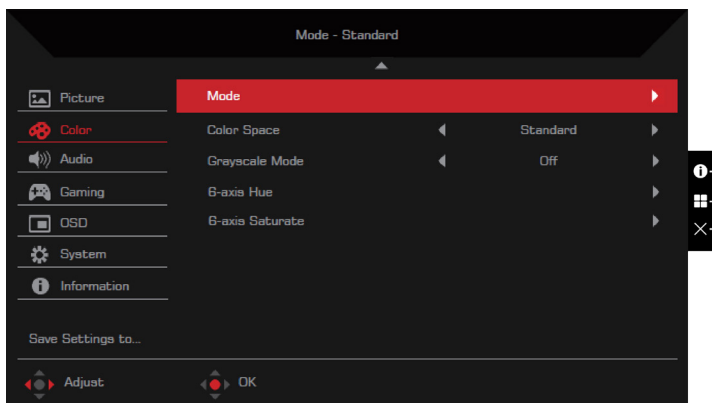 Mode - Standard
Picture
Mode
Color
Color Space Standard
Audio
Grayscale Mode Off
Gaming
6-axis Hue
OSD
6-axis Saturate
System
Information
Save Settings to...
Adjust OK